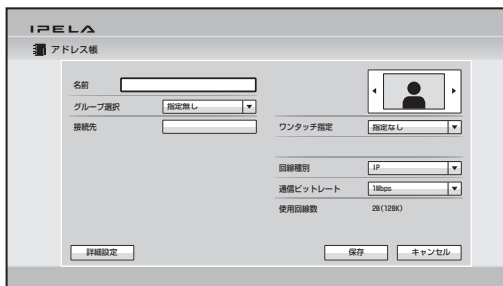 IPELA
アドレス帳
名前
グループ選択 指定無し
接続先
ワンタッチ指定 指定なし
回線種別 IP
通信ビットレート 1Mbps
使用回線数 2B(128K)
詳細設定 保存 キャンセル